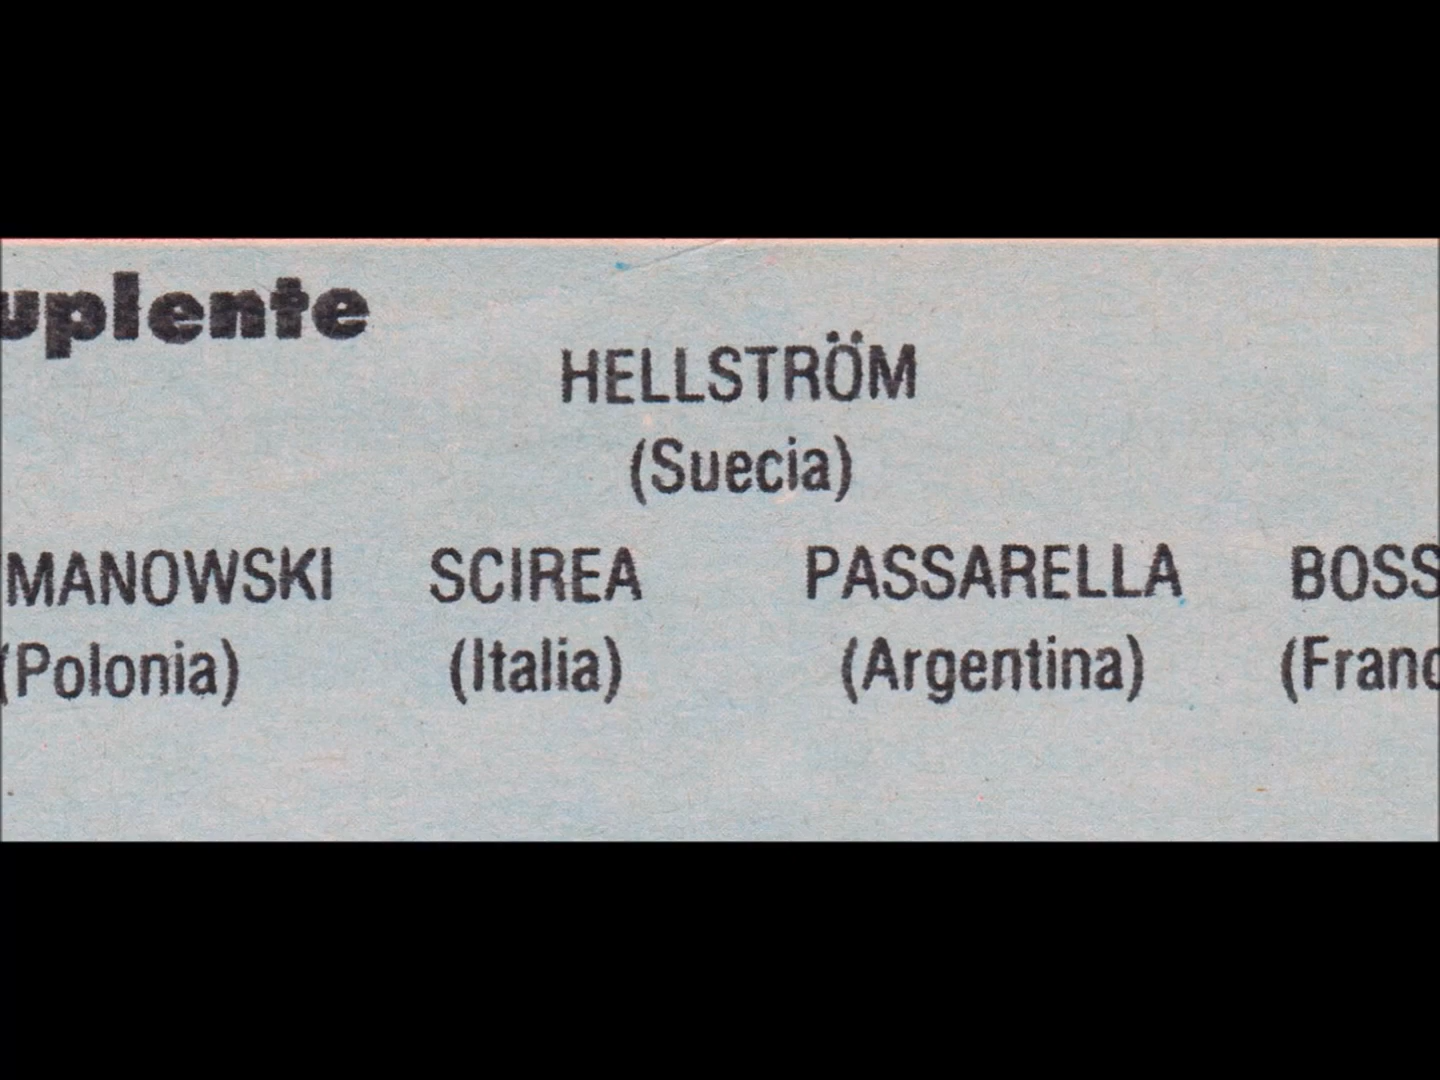 uplente
HELLSTRÖM
(Suecia)
MANOWSKI SCIREA PASSARELLA BOSS
(Polonia) (Italia) (Argentina) (Franc